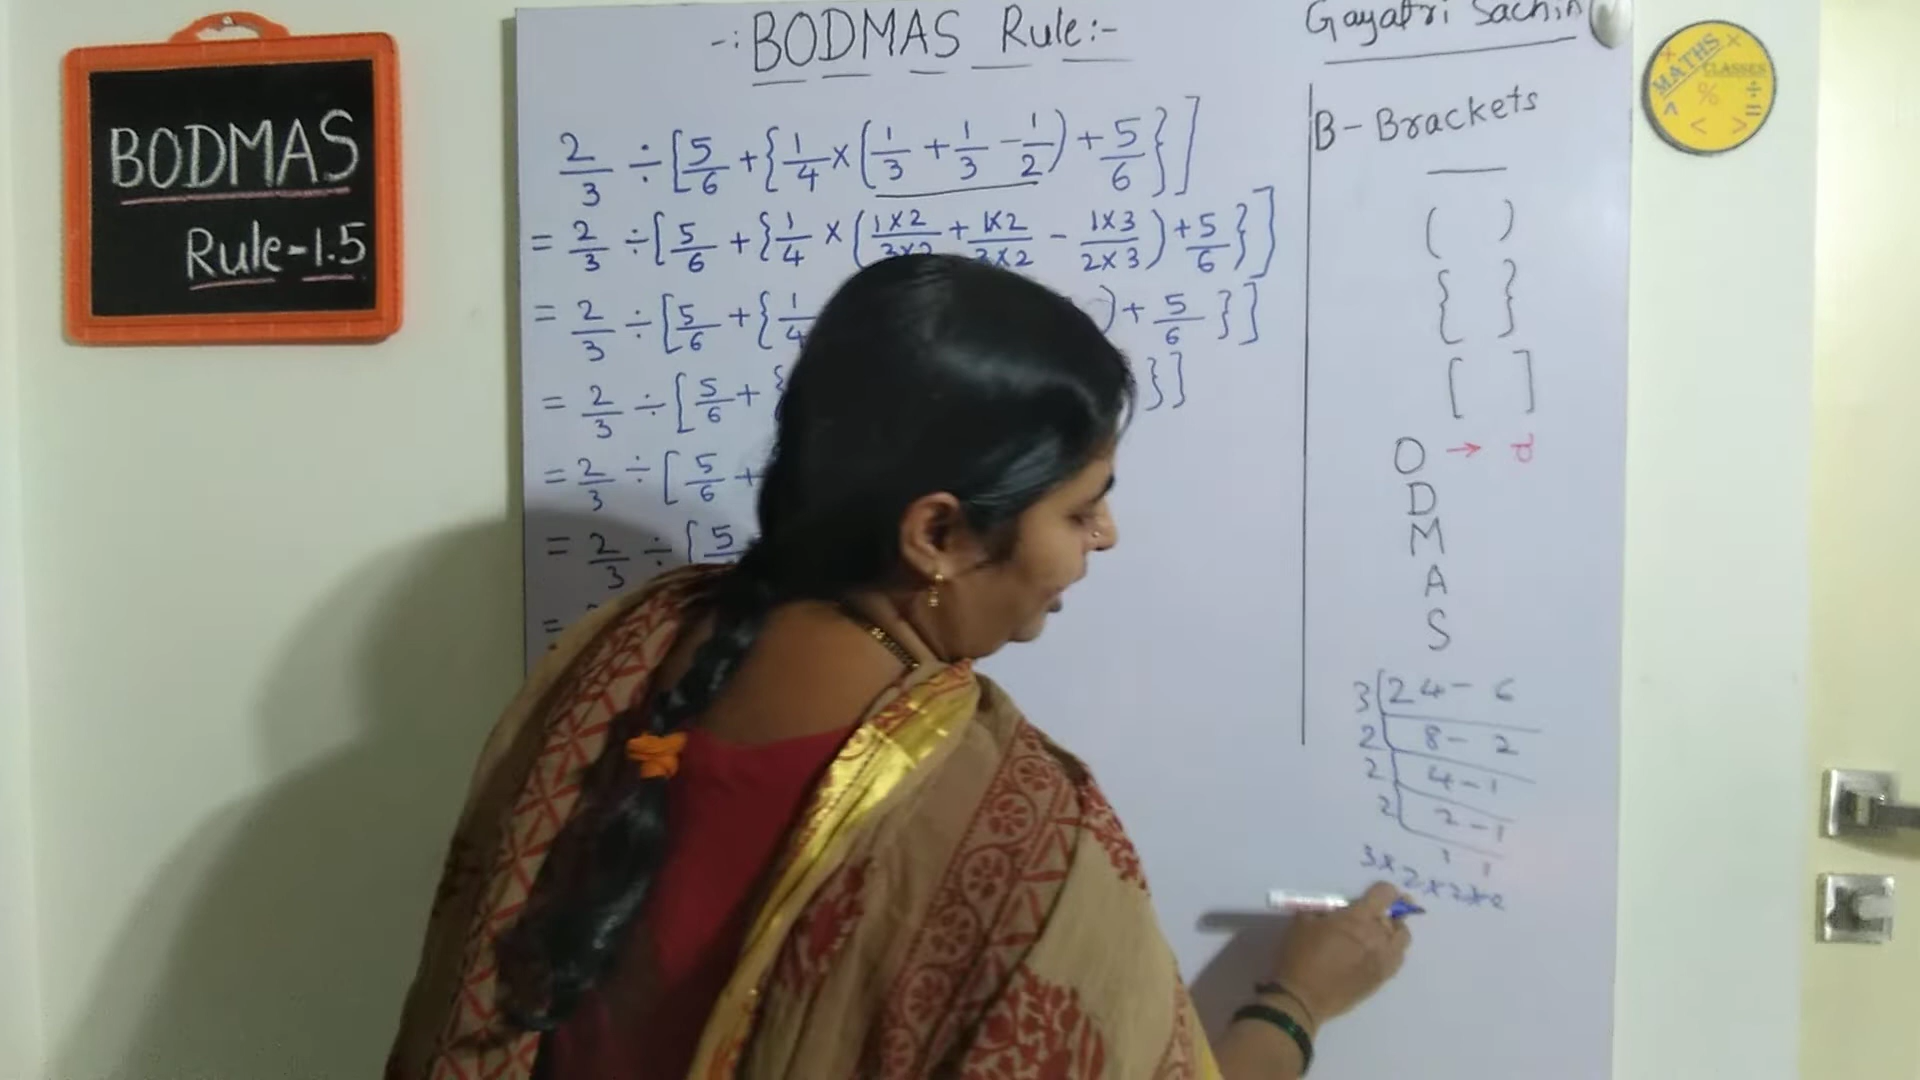 BODMAS
Rule-1.5
-: BODMAS Rule:-
2/3 ÷ [5/6 + {1/4 × (1/3 + 1/3 - 1/2) + 5/6}]
= 2/3 ÷ [5/6 + {1/4 × (1×2/3×2 + 1×2/3×2 - 1×3/2×3) + 5/6}]
= 2/3 ÷ [5/6 + {1/4 ) + 5/6 }]
= 2/3 ÷ [5/6 + { }]
= 2/3 ÷ [5/6 +
= 2/3 ÷ [5
=
Gayatri Sachin
B - Brackets
—
( )
{ }
[ ]
O →
D
M
A
S
3 24 - 6
2 8 - 2
2 4 - 1
2 2 - 1
1 1
3×2×2×2
MATHS
CLASSES
× × % ÷ = ^ < >